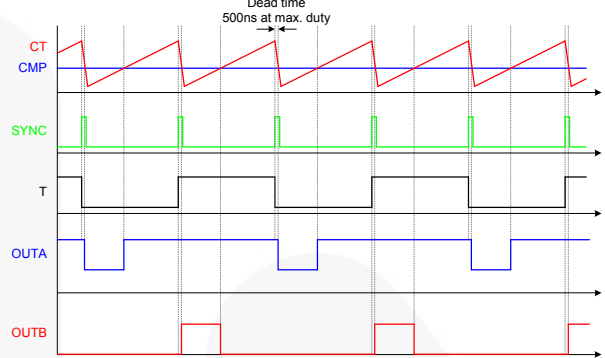 Dead time
500ns at max. duty
CT
CMP
SYNC
T
OUTA
OUTB